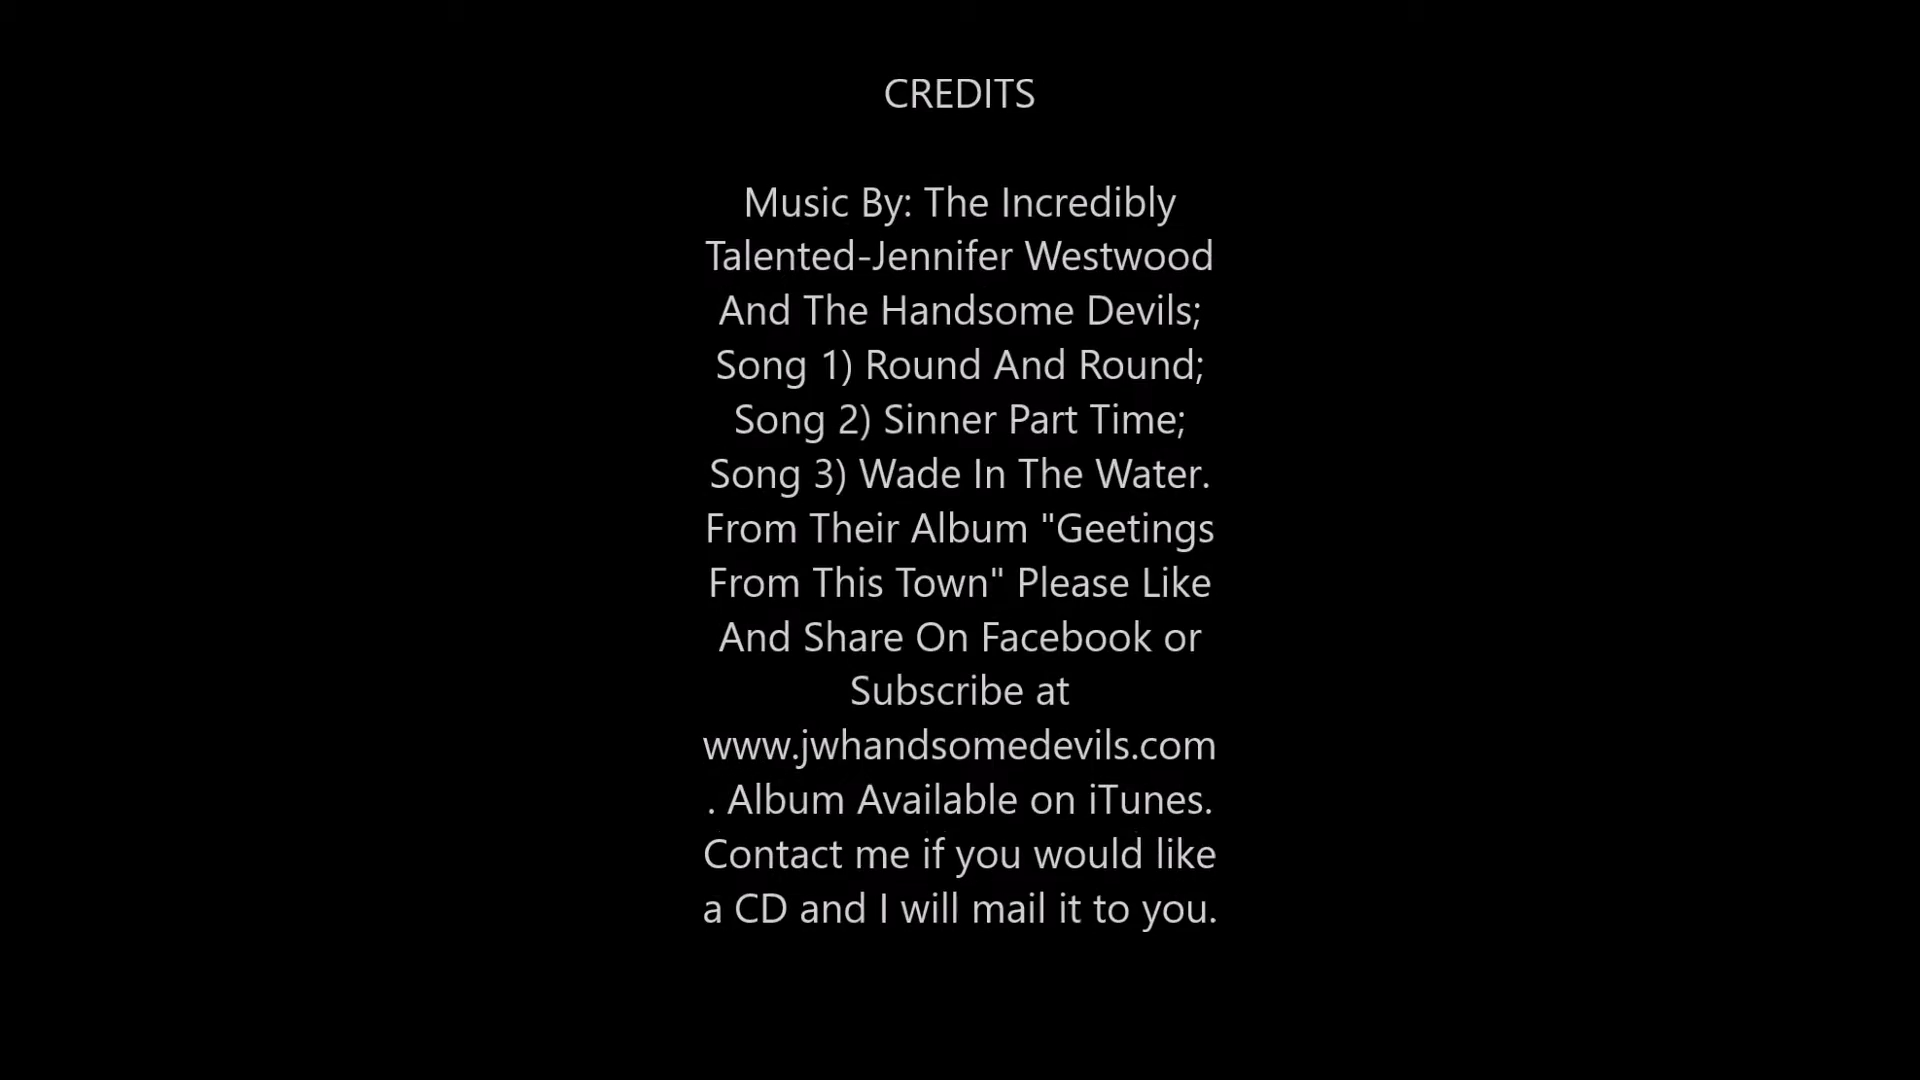 CREDITS
Music By: The Incredibly
Talented-Jennifer Westwood
And The Handsome Devils;
Song 1) Round And Round;
Song 2) Sinner Part Time;
Song 3) Wade In The Water.
From Their Album "Geetings
From This Town" Please Like
And Share On Facebook or
Subscribe at
www.jwhandsomedevils.com
. Album Available on iTunes.
Contact me if you would like
a CD and I will mail it to you.